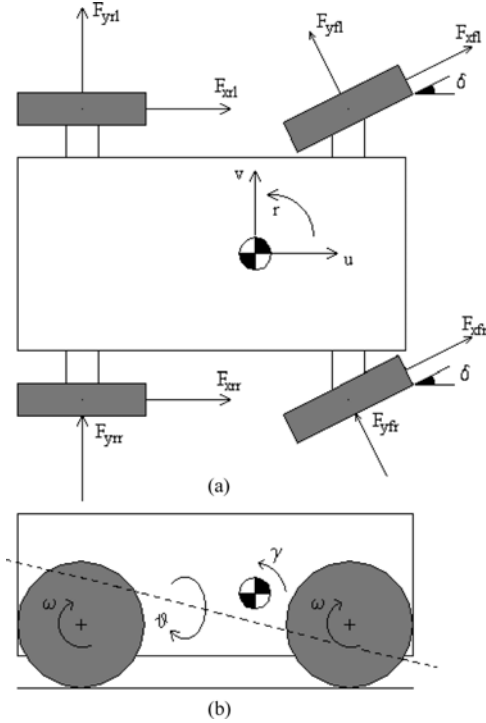 F_yrl
F_yfl
F_xfl
F_xrl
δ
v
r
u
F_xfr
F_xrr
δ
F_yrr
F_yfr
(a)
γ
ω
ϑ
ω
(b)